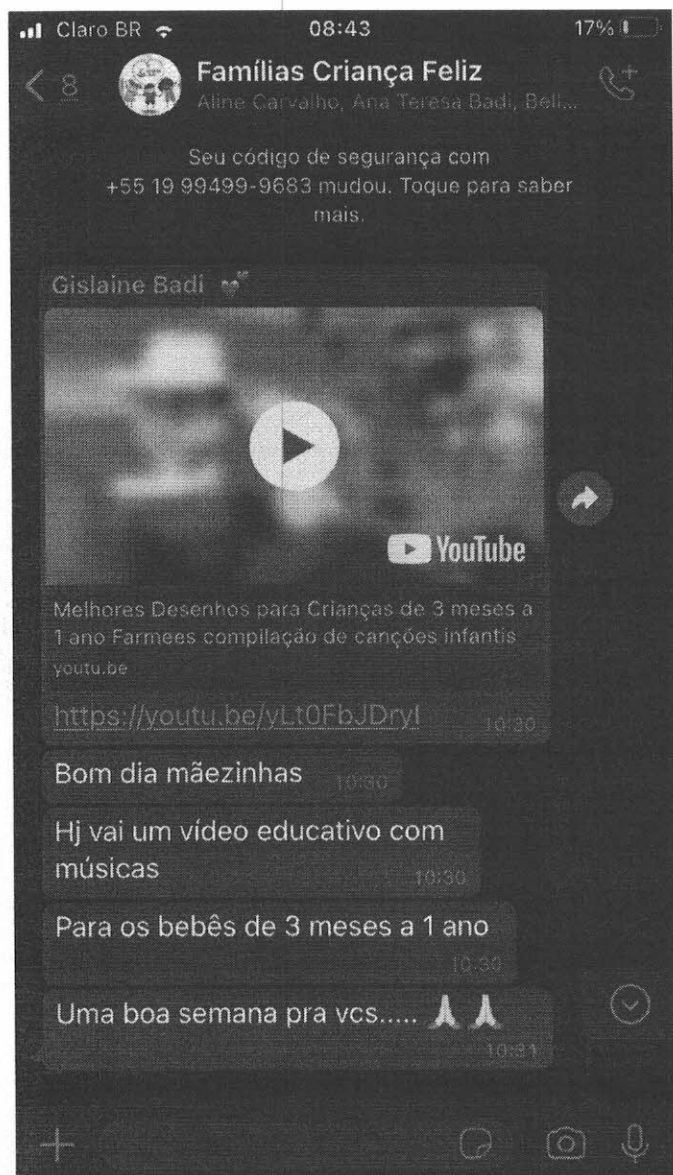 Claro BR 08:43 17%
8 Famílias Criança Feliz
Aline Carvalho, Ana Teresa Badi, Beli...
Seu código de segurança com
+55 19 99499-9683 mudou. Toque para saber
mais.
Gislaine Badi
YouTube
Melhores Desenhos para Crianças de 3 meses a
1 ano Farmees compilação de canções infantis
youtu.be
https://youtu.be/yLt0FbJDryI 10:30
Bom dia mãezinhas 10:30
Hj vai um vídeo educativo com
músicas 10:30
Para os bebês de 3 meses a 1 ano
10:30
Uma boa semana pra vcs..... 🙏🙏
10:31